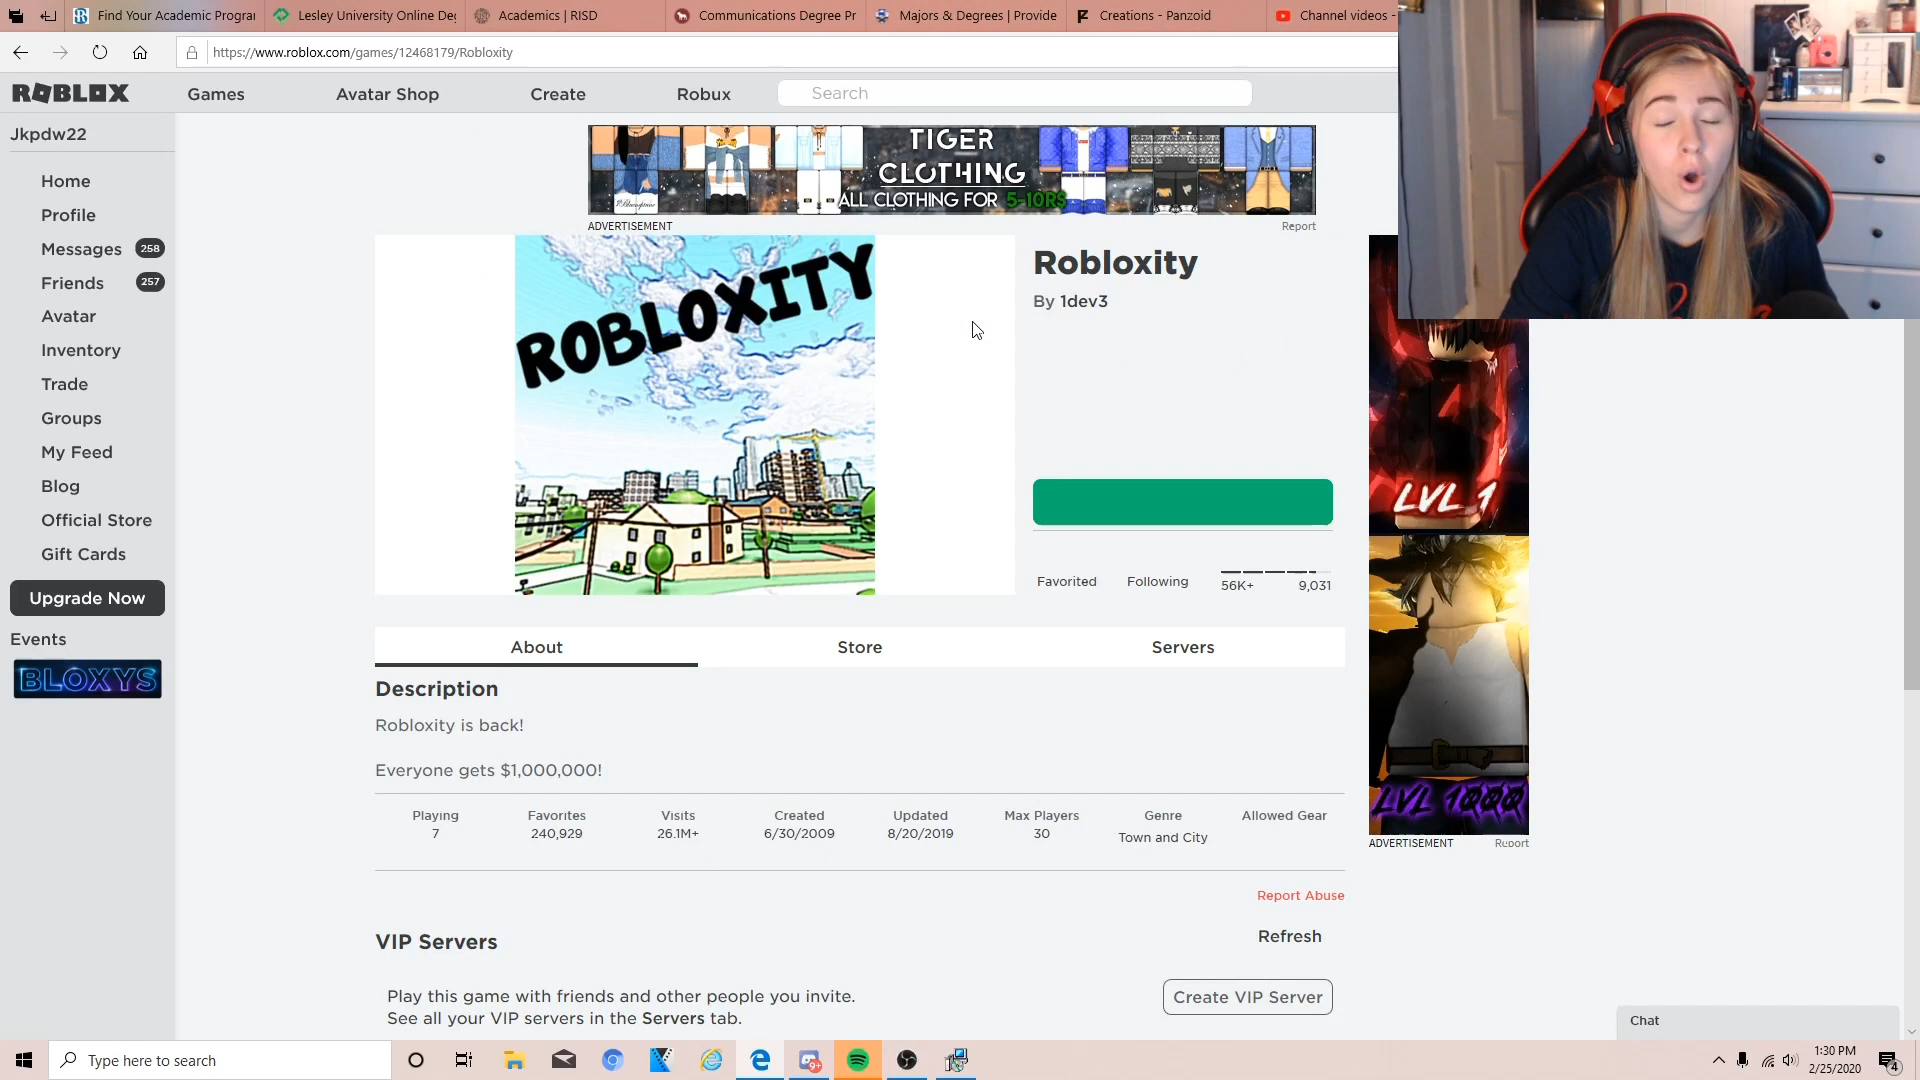 Find Your Academic Progra
Lesley University Online De
Academics | RISD
Communications Degree Pr
Majors & Degrees | Provide
Creations - Panzoid
Channel videos -
https://www.roblox.com/games/12468179/Robloxity
ROBLOX
Games
Avatar Shop
Create
Robux
Search
Jkpdw22
Home
Profile
Messages 258
Friends 257
Avatar
Inventory
Trade
Groups
My Feed
Blog
Official Store
Gift Cards
Upgrade Now
Events
BLOXYS
TIGER
CLOTHING
ALL CLOTHING FOR 5-10R$
ADVERTISEMENT
Report
ROBLOXITY
Robloxity
By 1dev3
Favorited
Following
56K+
9,031
LVL 1
LVL 1000
ADVERTISEMENT
Report
About
Store
Servers
Description
Robloxity is back!
Everyone gets $1,000,000!
Playing
7
Favorites
240,929
Visits
26.1M+
Created
6/30/2009
Updated
8/20/2019
Max Players
30
Genre
Town and City
Allowed Gear
Report Abuse
VIP Servers
Refresh
Play this game with friends and other people you invite.
See all your VIP servers in the Servers tab.
Create VIP Server
Chat
Type here to search
9+
1:30 PM
2/25/2020
4